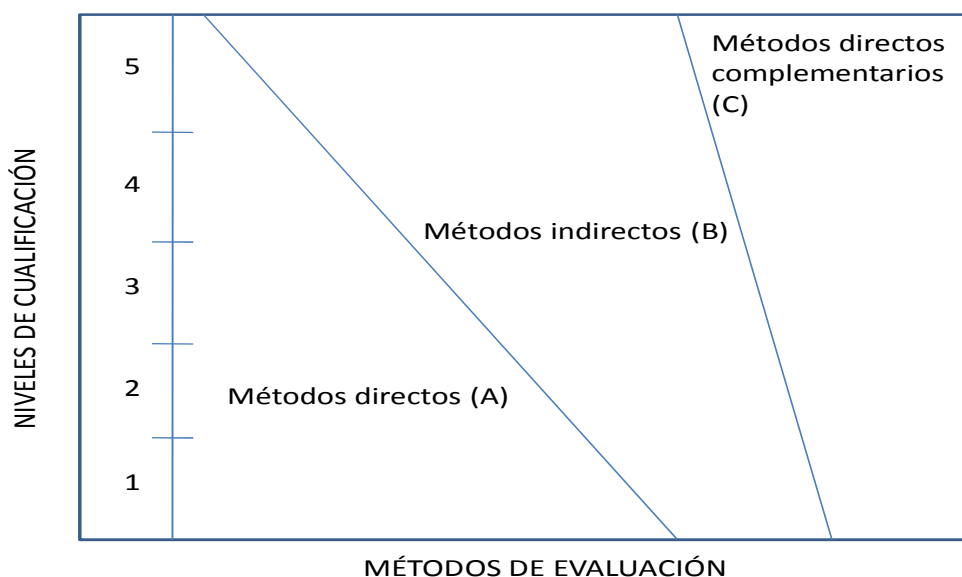 NIVELES DE CUALIFICACIÓN
5
4
3
2
1
Métodos directos
complementarios
(C)
Métodos indirectos (B)
Métodos directos (A)
MÉTODOS DE EVALUACIÓN